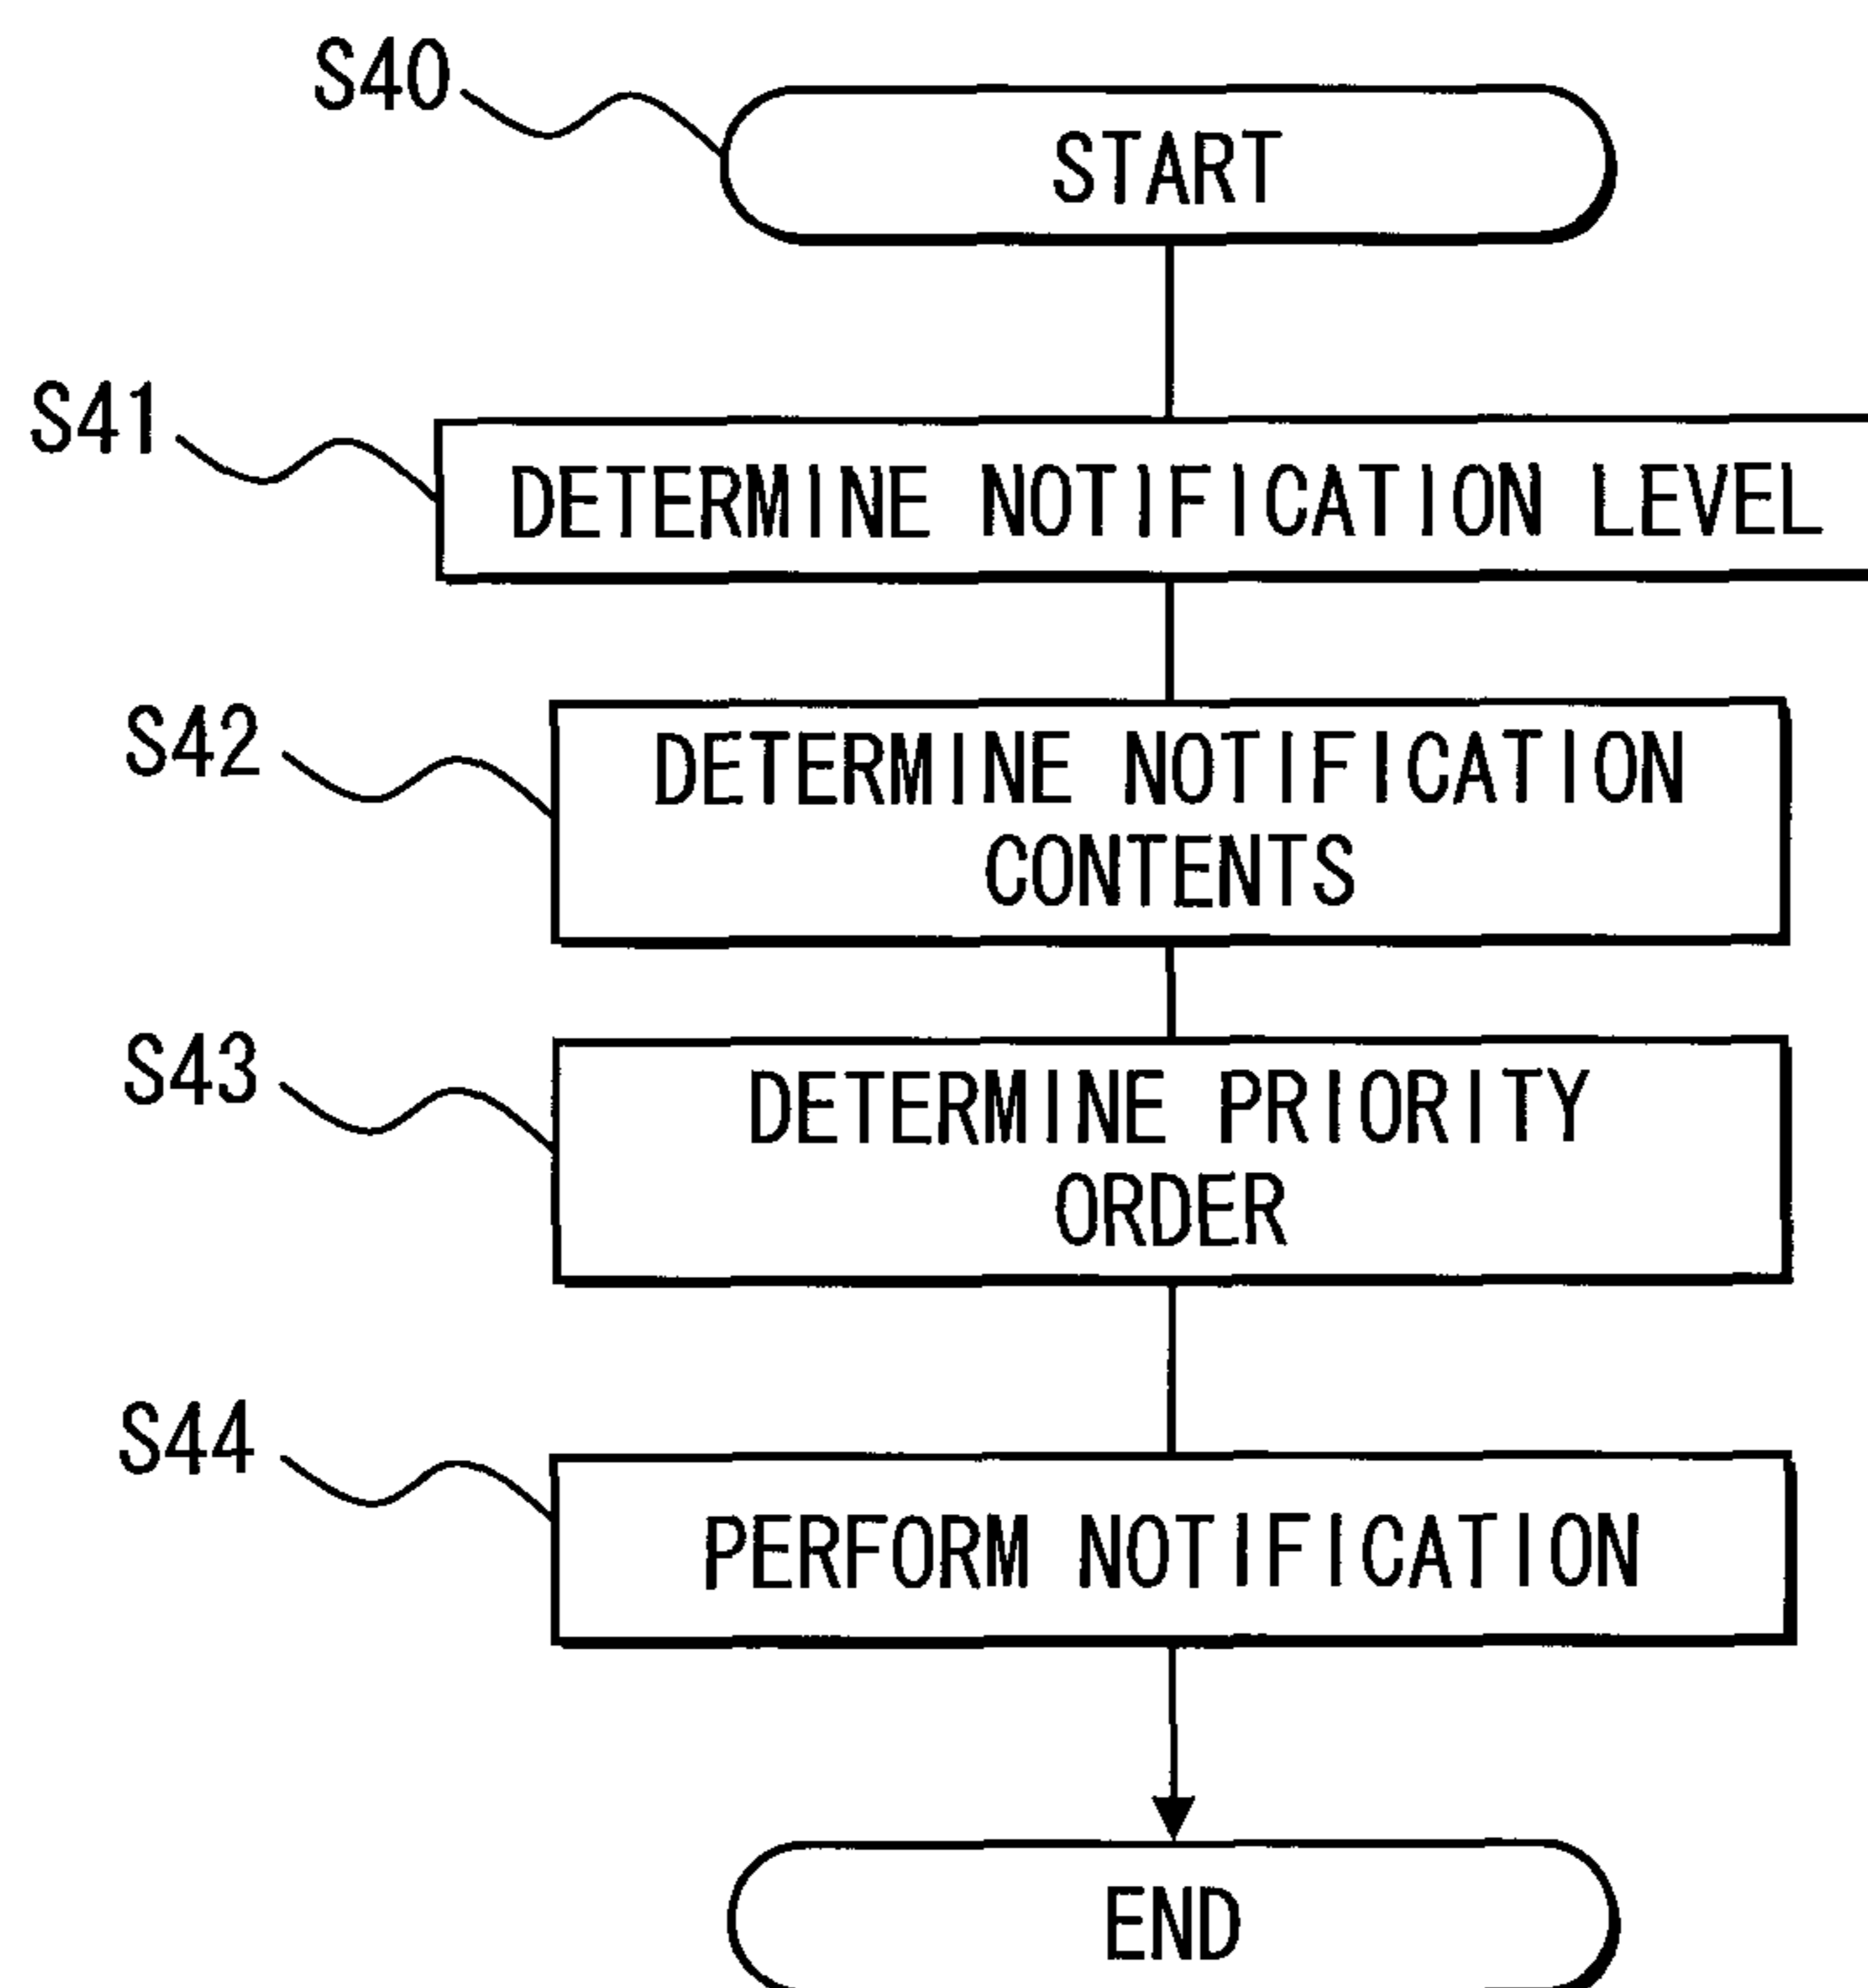 S40
START
S41
DETERMINE NOTIFICATION LEVEL
S42
DETERMINE NOTIFICATION
CONTENTS
S43
DETERMINE PRIORITY
ORDER
S44
PERFORM NOTIFICATION
END